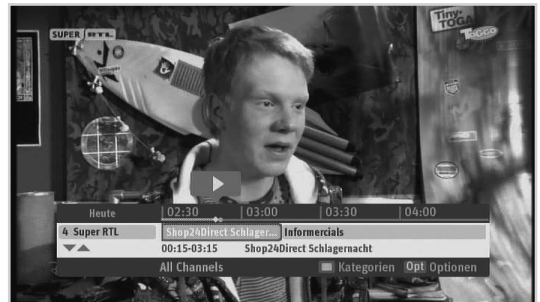 SUPER RTL
Tiny-
TOGA
TOGGO
Heute 02:30 03:00 03:30 04:00
4 Super RTL Shop24Direct Schlager... Informercials
00:15-03:15 Shop24Direct Schlagernacht
All Channels Kategorien Opt Optionen